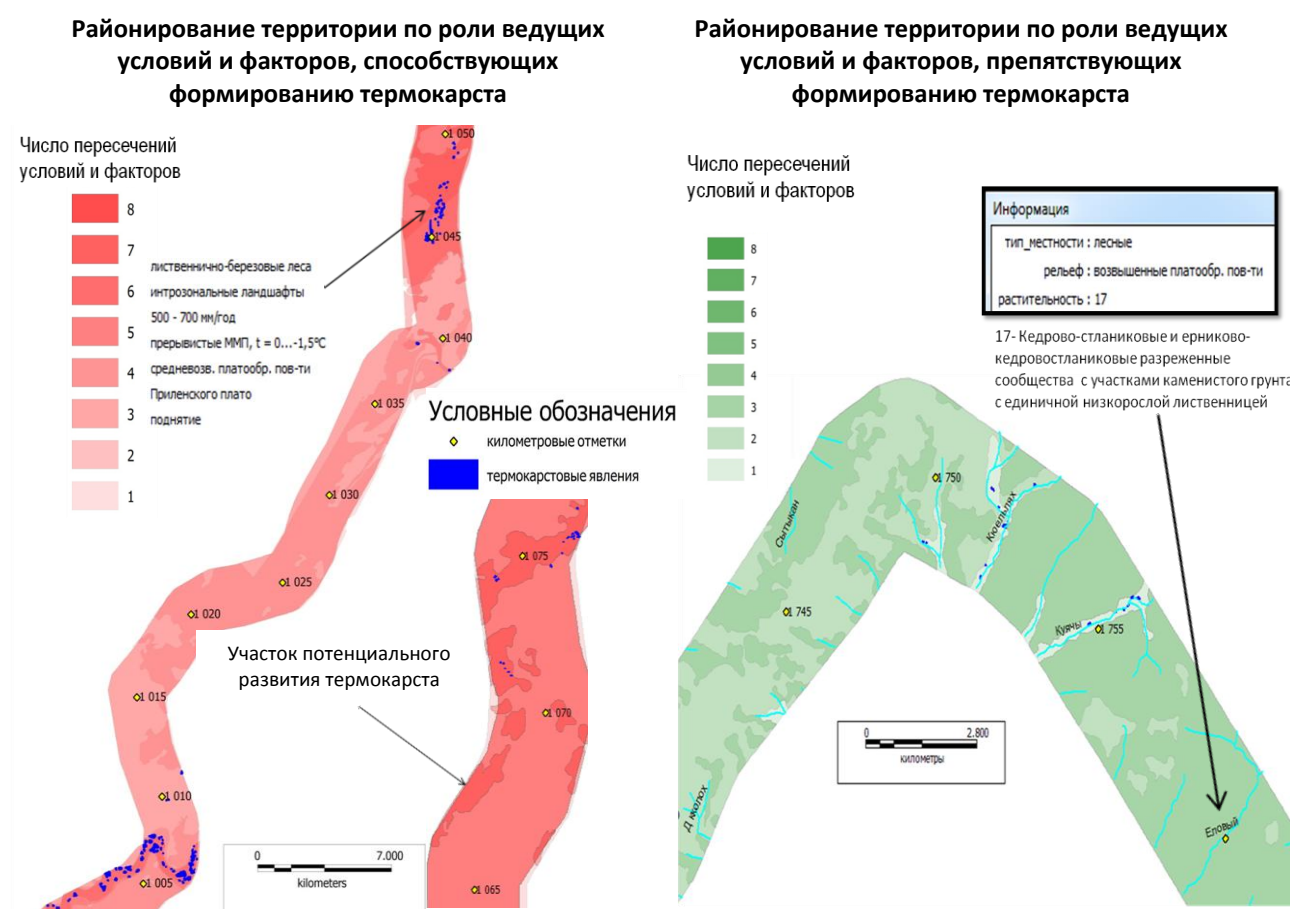 Районирование территории по роли ведущих
условий и факторов, способствующих
формированию термокарста
Число пересечений
условий и факторов
8
7
6
5
4
3
2
1
лиственнично-березовые леса
интрозональные ландшафты
500 - 700 мм/год
прерывистые ММП, t = 0...-1,5°С
средневозв. платообр. пов-ти
Приленского плато
поднятие
1 050
1 045
1 040
1 035
1 030
1 025
1 020
1 015
1 010
1 005
Условные обозначения
километровые отметки
термокарстовые явления
Участок потенциального
развития термокарста
1 075
1 070
1 065
0 7.000
kilometers
Районирование территории по роли ведущих
условий и факторов, препятствующих
формированию термокарста
Число пересечений
условий и факторов
8
7
6
5
4
3
2
1
Информация
тип_местности : лесные
рельеф : возвышенные платообр. пов-ти
растительность : 17
17- Кедрово-стланиковые и ерниково-
кедровостланиковые разреженные
сообщества с участками каменистого грунта
с единичной низкорослой лиственницей
Сытыкан
1 750
Кюельлях
1 745
Куячы
1 755
0 2.800
километры
Еловый